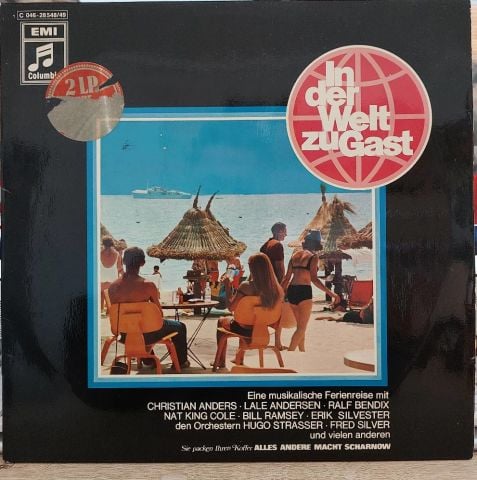 C 046-28 548/49
EMI
Columbia
2 LP
In
der
Welt
zu Gast
Eine musikalische Ferienreise mit
CHRISTIAN ANDERS · LALE ANDERSEN · RALF BENDIX
NAT KING COLE · BILL RAMSEY · ERIK SILVESTER
den Orchestern HUGO STRASSER · FRED SILVER
und vielen anderen
Sie packen Ihren Koffer ALLES ANDERE MACHT SCHARNOW